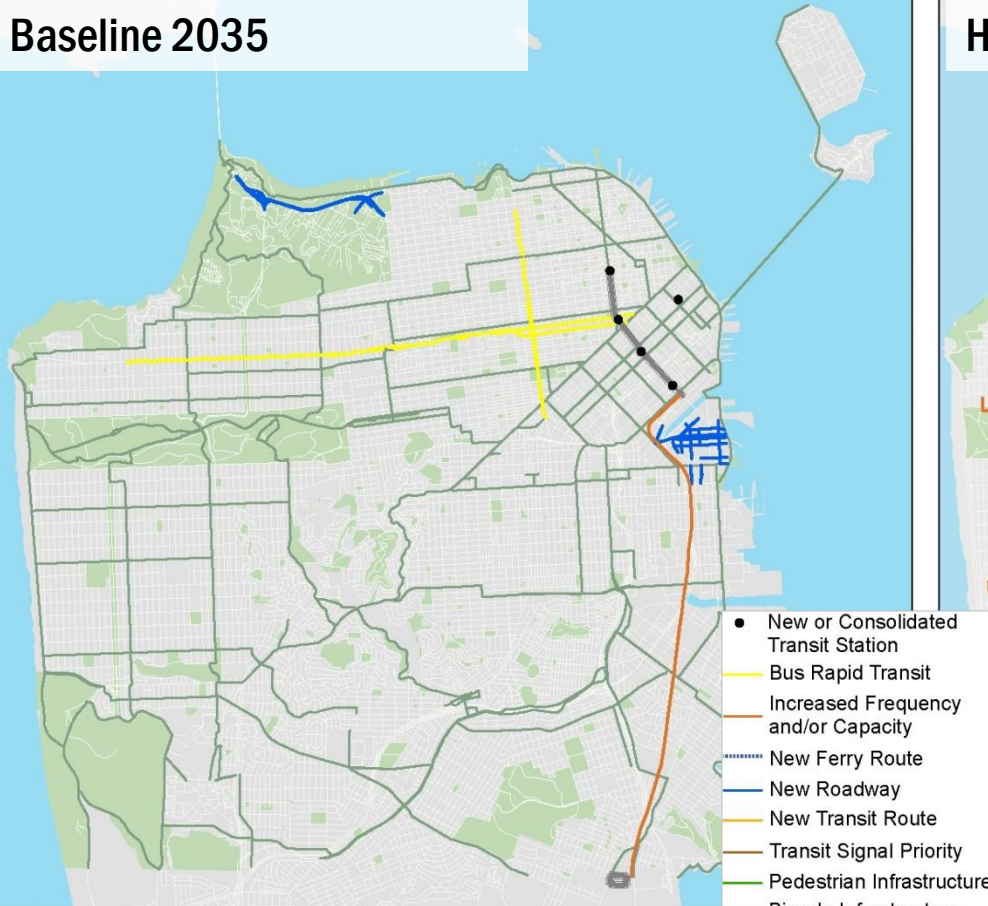 Baseline 2035
H
New or Consolidated
Transit Station
Bus Rapid Transit
Increased Frequency
and/or Capacity
New Ferry Route
New Roadway
New Transit Route
Transit Signal Priority
Pedestrian Infrastructure